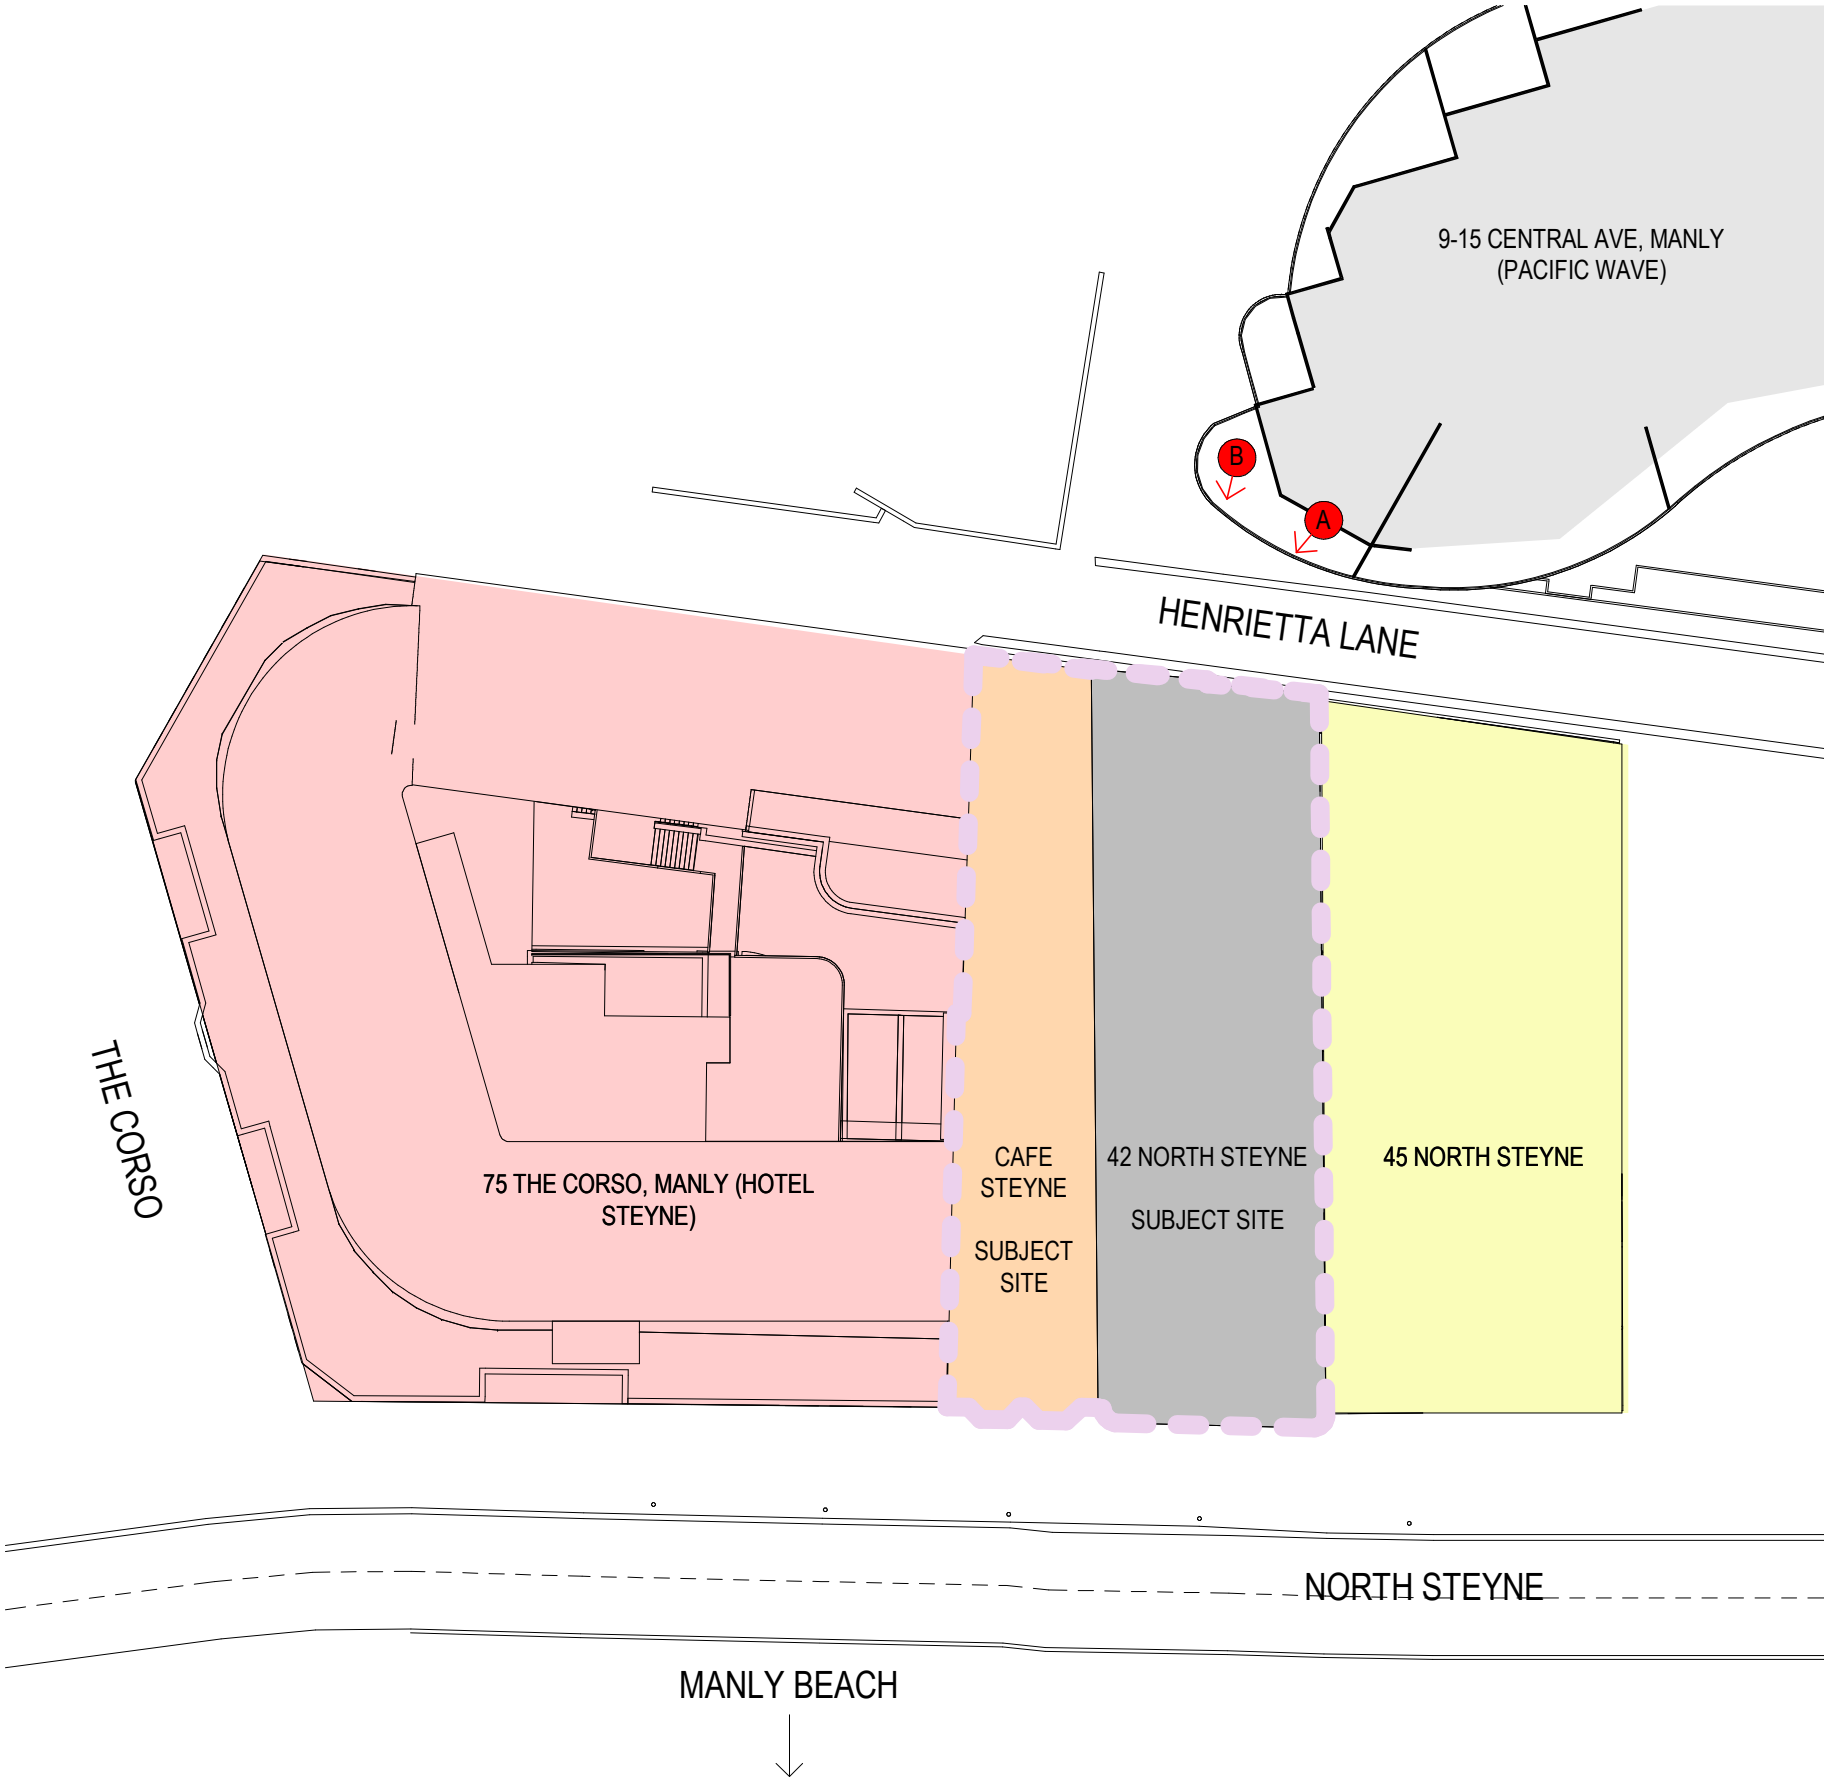 9-15 CENTRAL AVE, MANLY
(PACIFIC WAVE)
B
A
HENRIETTA LANE
THE CORSO
75 THE CORSO, MANLY (HOTEL
STEYNE)
CAFE
STEYNE
SUBJECT
SITE
42 NORTH STEYNE
SUBJECT SITE
45 NORTH STEYNE
NORTH STEYNE
MANLY BEACH